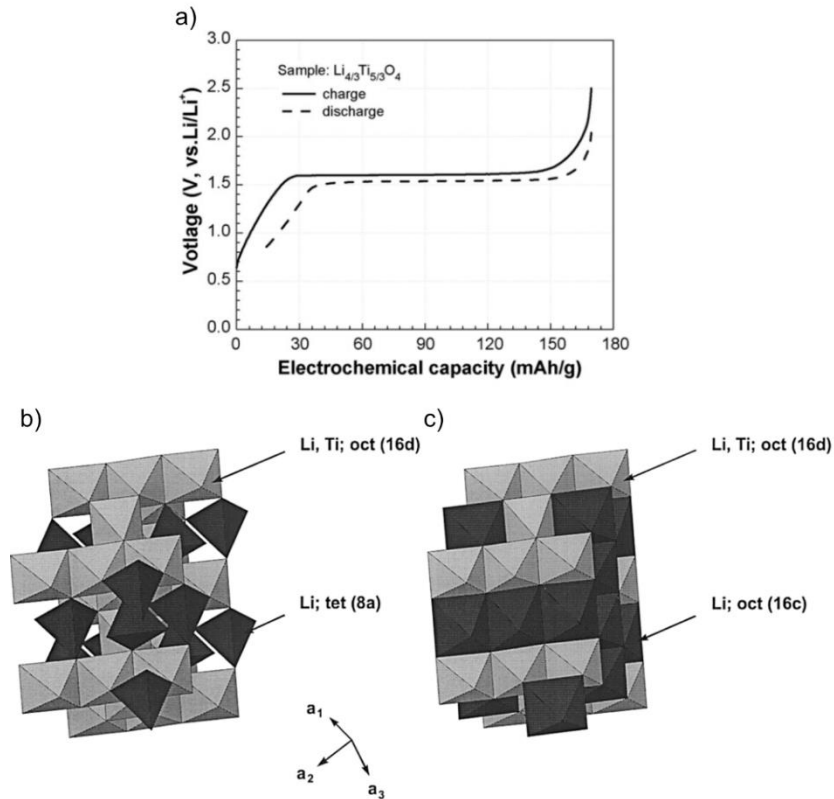 a)
3.0
2.5
2.0
1.5
1.0
0.5
0.0
Votlage (V, vs.Li/Li⁺)
Sample: Li₄/₃Ti₅/₃O₄
charge
discharge
0 30 60 90 120 150 180
Electrochemical capacity (mAh/g)
b)
Li, Ti; oct (16d)
Li; tet (8a)
a₁
a₂
a₃
c)
Li, Ti; oct (16d)
Li; oct (16c)